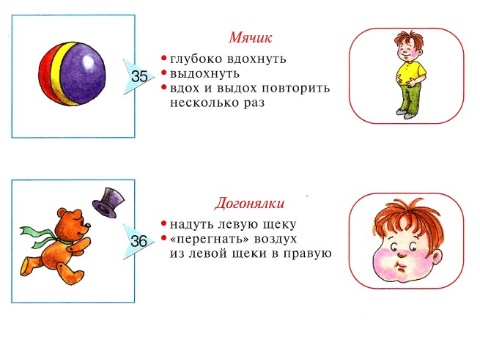 Мячик
35
• глубоко вдохнуть
• выдохнуть
• вдох и выдох повторить
несколько раз
Догонялки
36
• надуть левую щеку
• «перегнать» воздух
из левой щеки в правую